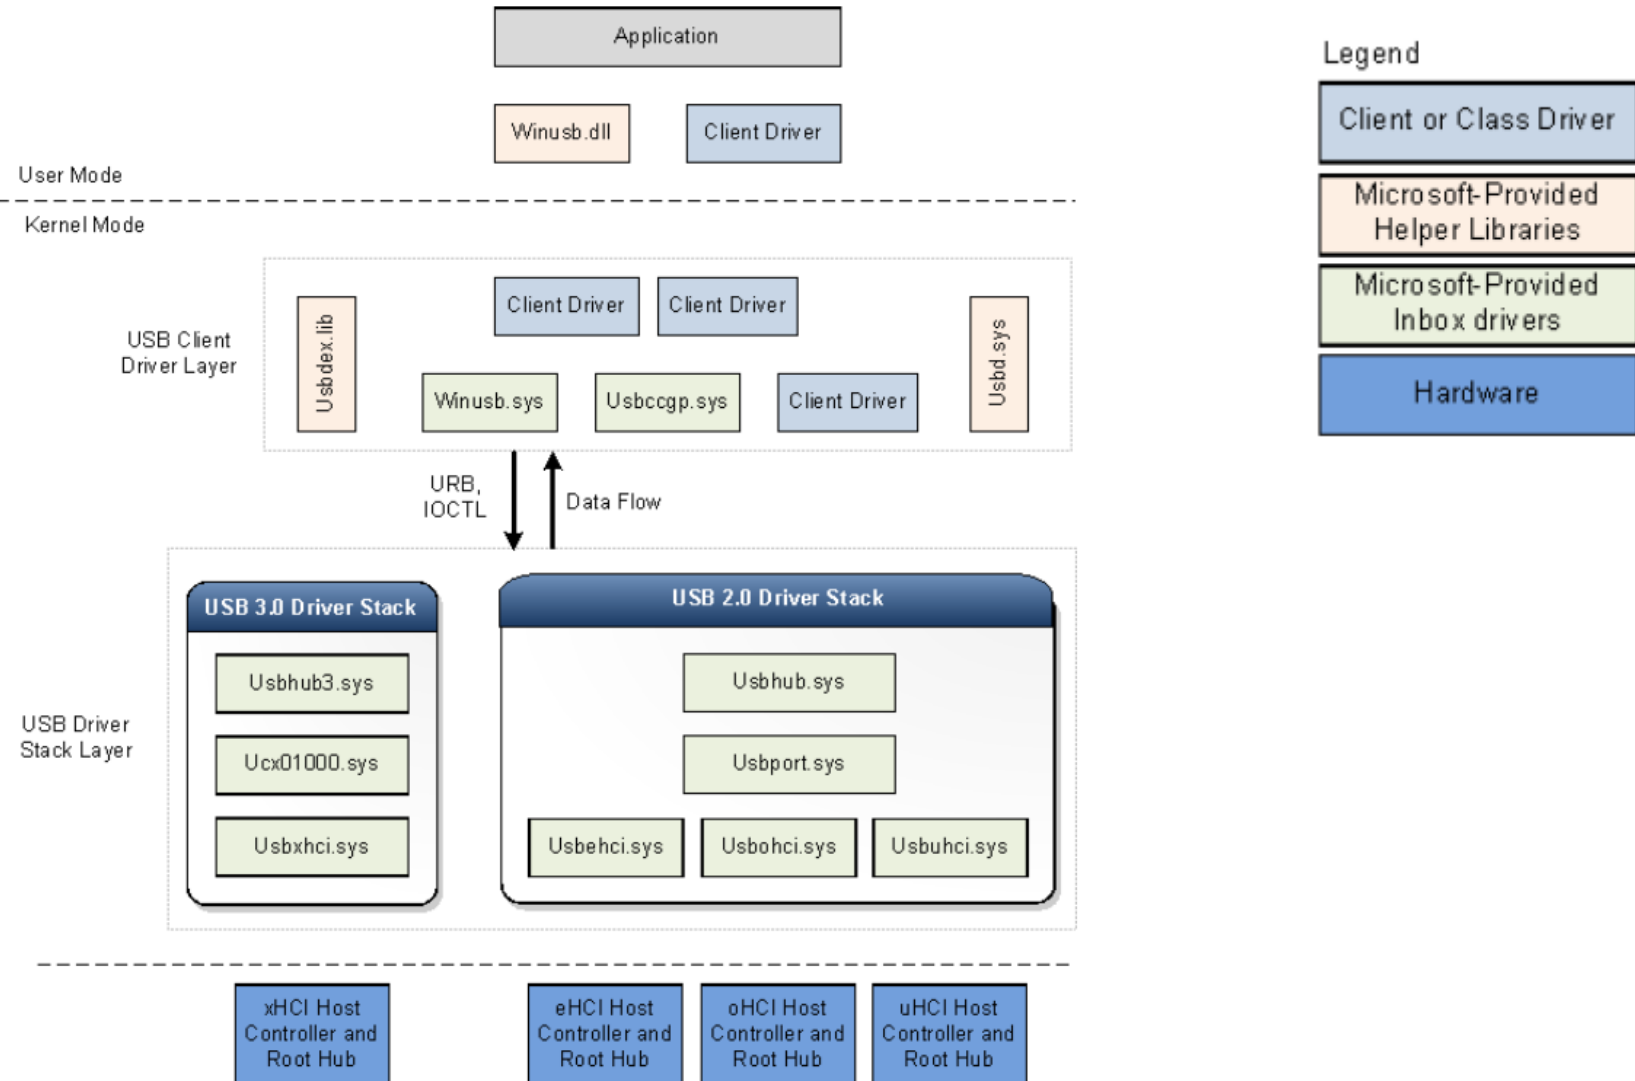 Application
Winusb.dll
Client Driver
User Mode
Kernel Mode
USB Client
Driver Layer
Usbdex.lib
Client Driver
Client Driver
Winusb.sys
Usbccgp.sys
Client Driver
Usbd.sys
URB,
IOCTL
Data Flow
USB Driver
Stack Layer
USB 3.0 Driver Stack
Usbhub3.sys
Ucx01000.sys
Usbxhci.sys
USB 2.0 Driver Stack
Usbhub.sys
Usbport.sys
Usbehci.sys
Usbohci.sys
Usbuhci.sys
xHCI Host
Controller and
Root Hub
eHCI Host
Controller and
Root Hub
oHCI Host
Controller and
Root Hub
uHCI Host
Controller and
Root Hub
Legend
Client or Class Driver
Microsoft-Provided
Helper Libraries
Microsoft-Provided
Inbox drivers
Hardware